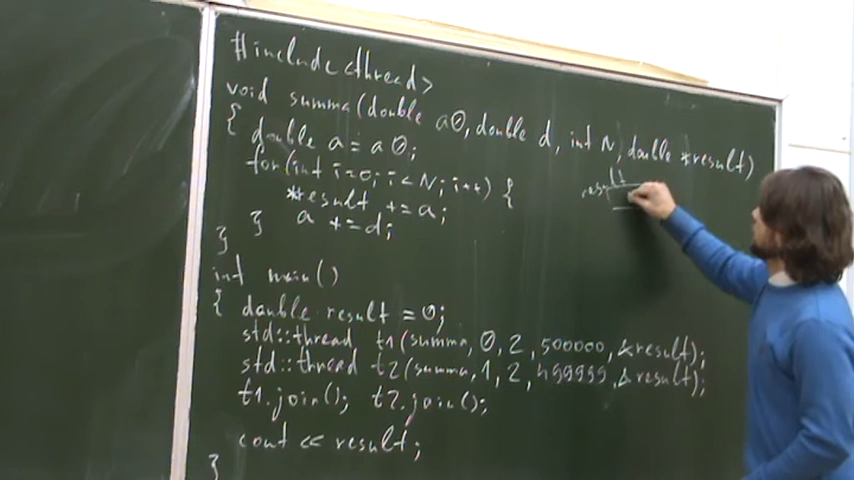 #include<thread>
void summa(double a0, double d, int N, double *result)
{ double a = a0;
for(int i=0; i<N; i++) {
*result += a;
} a += d;
}
int main()
{ double result = 0;
std::thread t1(summa, 0, 2, 500000, &result);
std::thread t2(summa, 1, 2, 499999, &result);
t1.join(); t2.join();
cout << result;
}